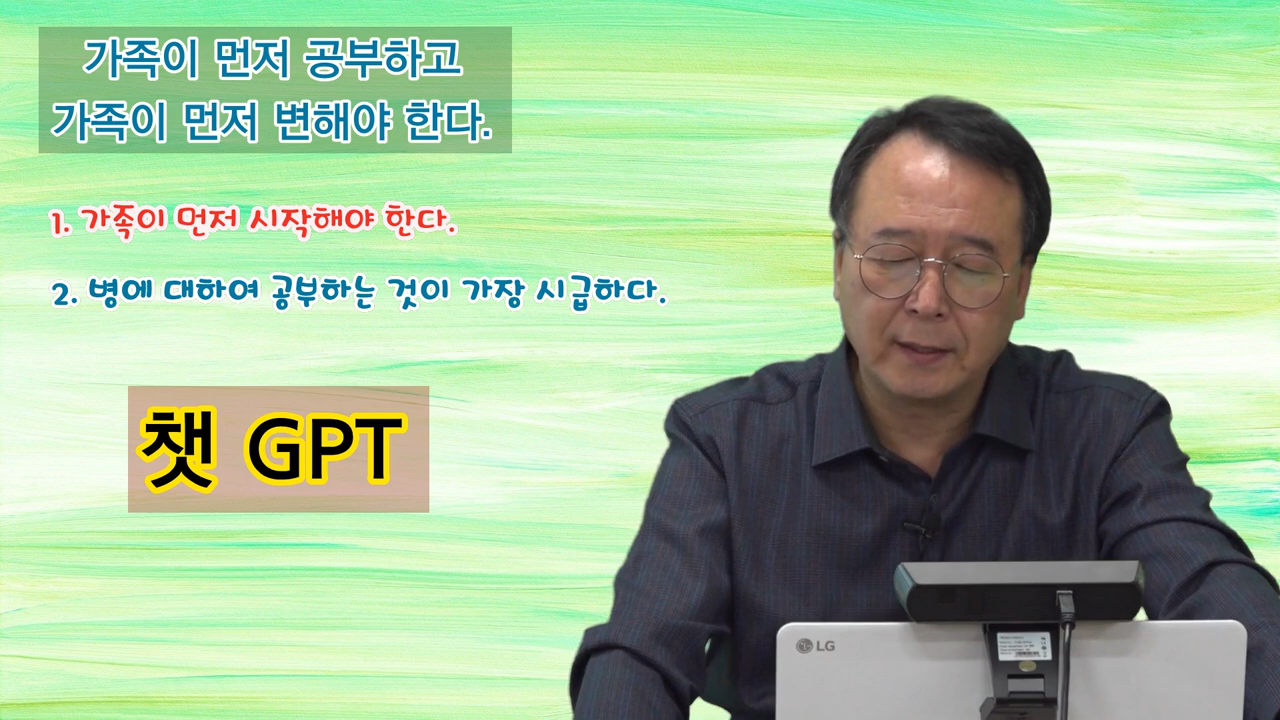 가족이 먼저 공부하고
가족이 먼저 변해야 한다.
1. 가족이 먼저 시작해야 한다.
2. 병에 대하여 공부하는 것이 가장 시급하다.
챗 GPT
LG